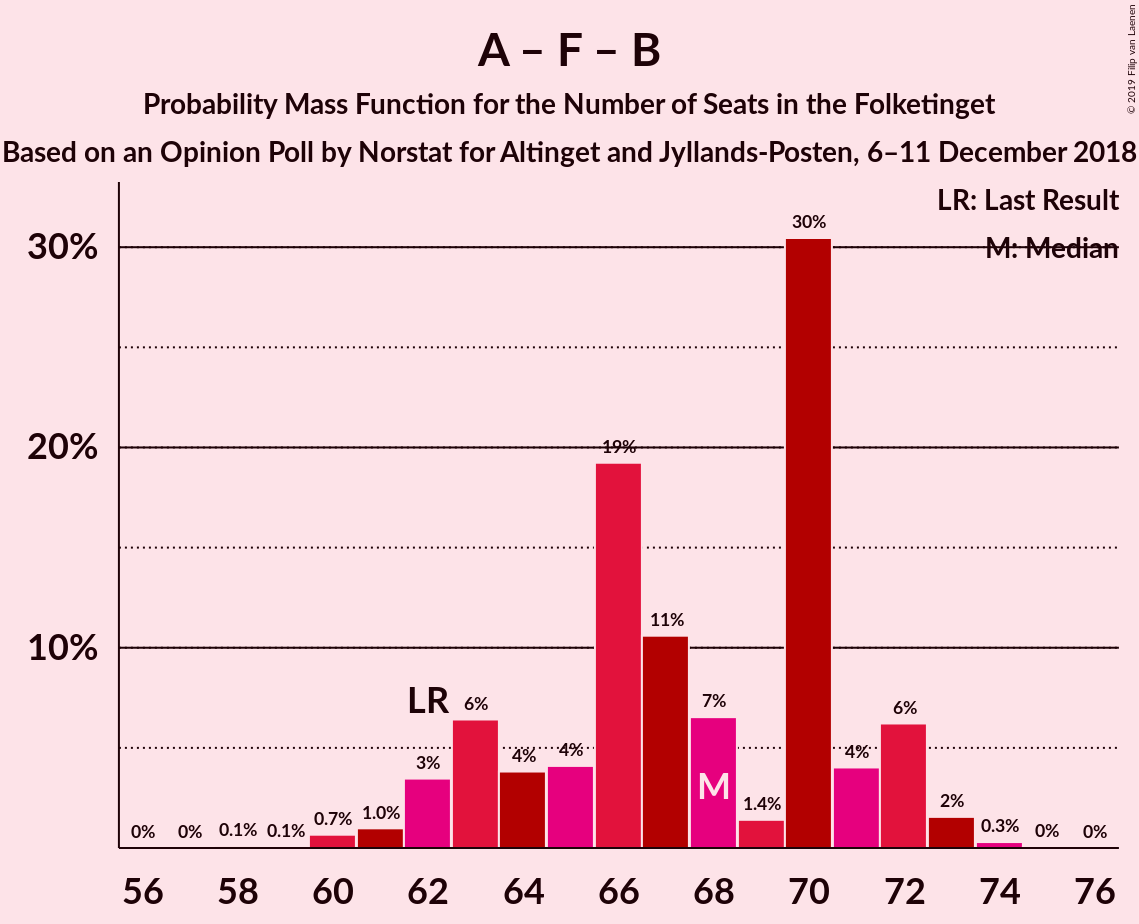 A – F – B
Probability Mass Function for the Number of Seats in the Folketinget
Based on an Opinion Poll by Norstat for Altinget and Jyllands-Posten, 6–11 December 2018
© 2019 Filip van Laenen
LR: Last Result
M: Median
30%
20%
10%
0%
0%
0.1%
0.1%
0.7%
1.0%
LR
3%
6%
4%
4%
19%
11%
7%
M
1.4%
30%
4%
6%
2%
0.3%
0%
0%
56 58 60 62 64 66 68 70 72 74 76